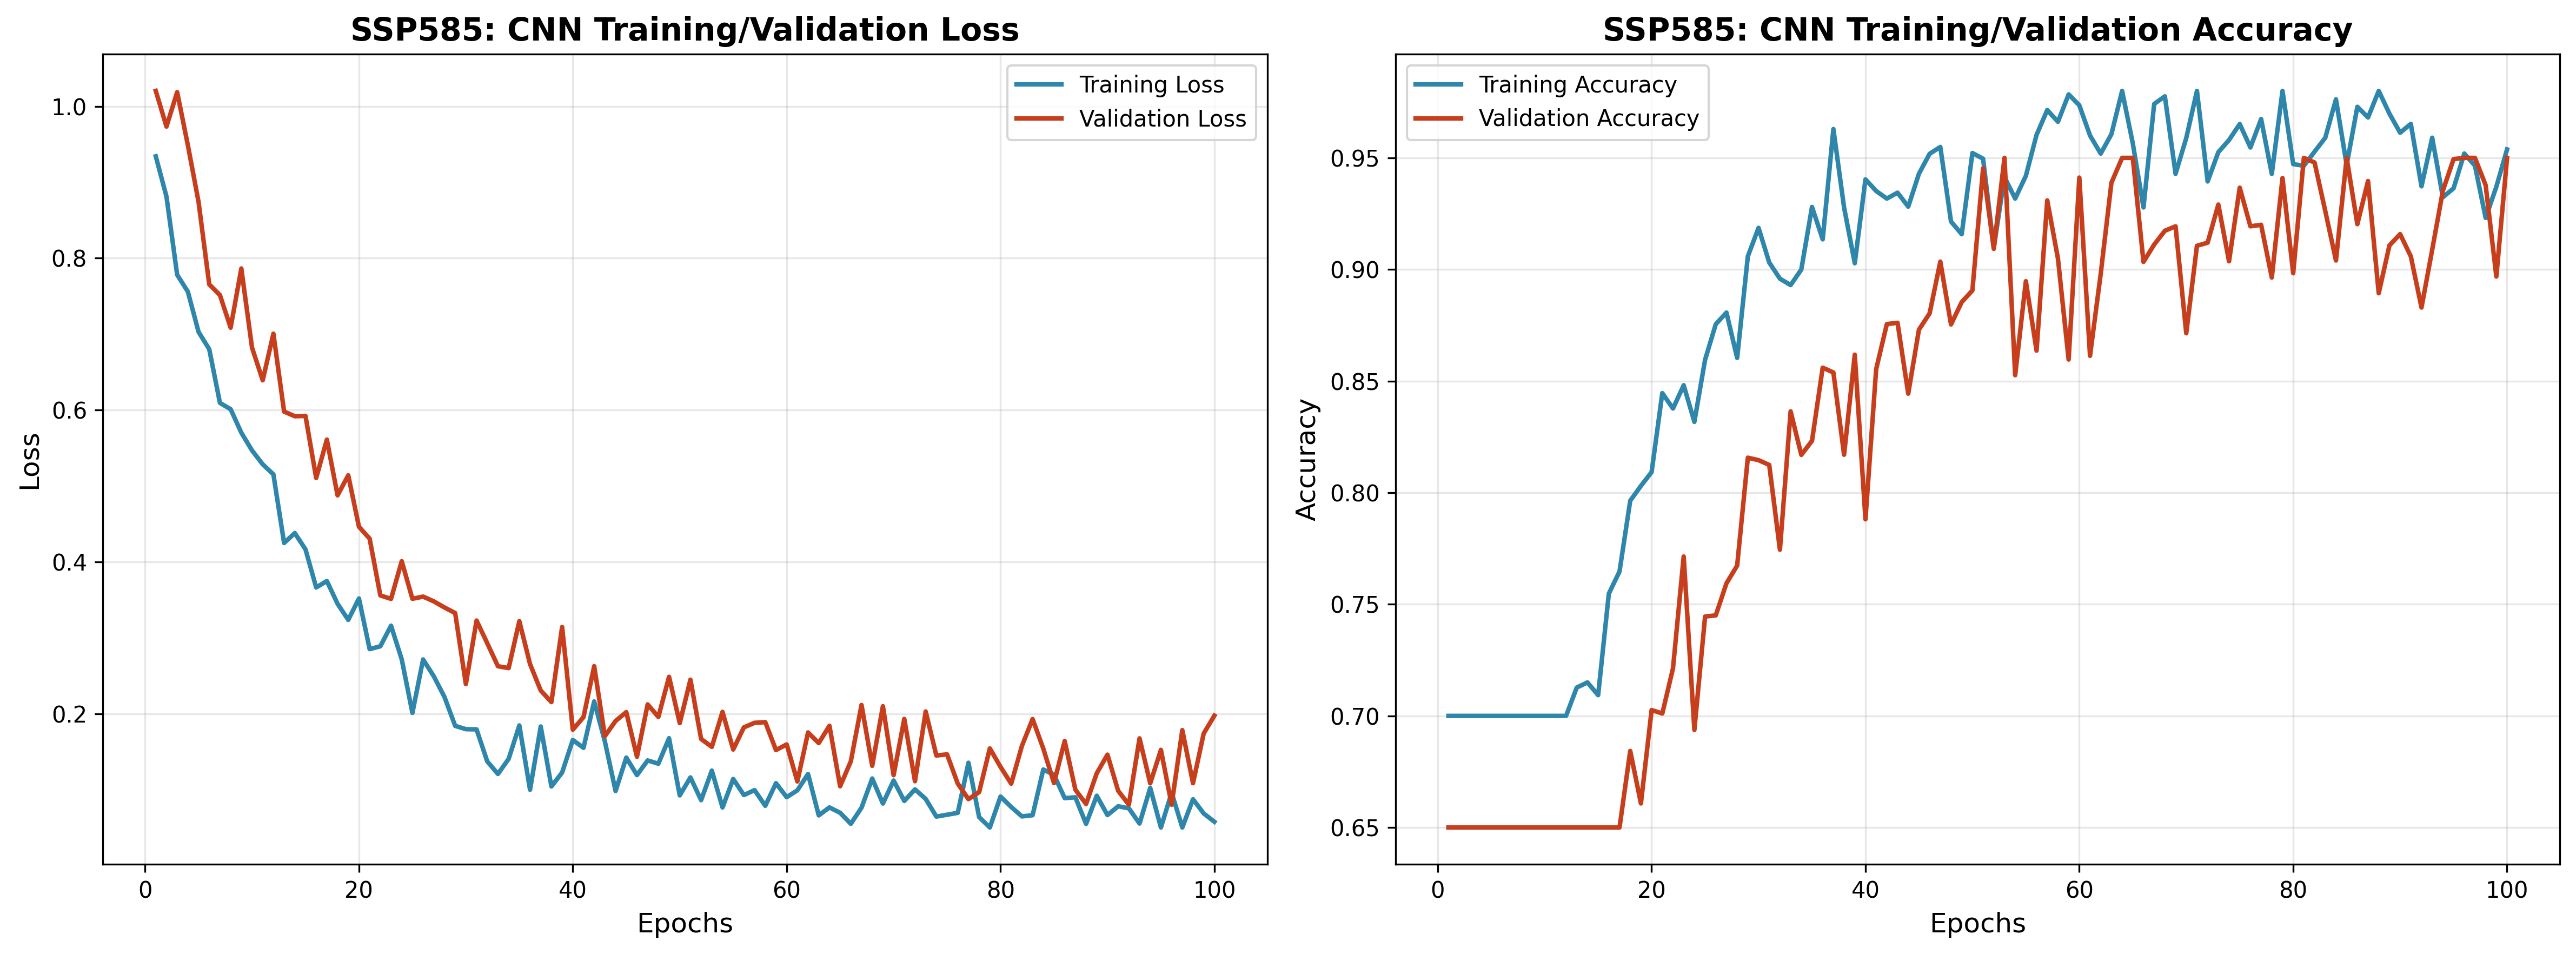 SSP585: CNN Training/Validation Loss
Training Loss
Validation Loss
1.0
0.8
0.6
0.4
0.2
Loss
0 20 40 60 80 100
Epochs
SSP585: CNN Training/Validation Accuracy
Training Accuracy
Validation Accuracy
0.95
0.90
0.85
0.80
0.75
0.70
0.65
Accuracy
0 20 40 60 80 100
Epochs